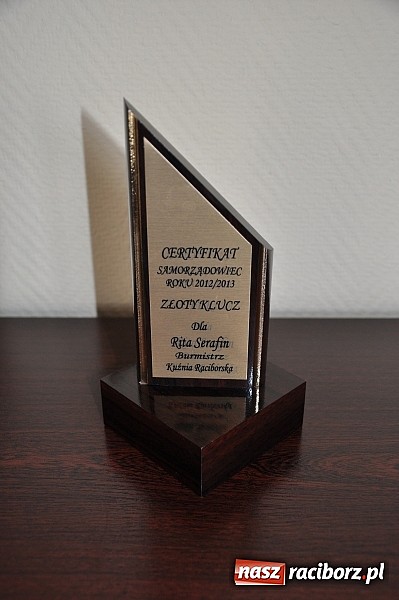 CERTYFIKAT
SAMORZĄDOWIEC
ROKU 2012/2013
ZŁOTY KLUCZ
Dla
Rita Serafin
Burmistrz
Kuźnia Raciborska
nasz raciborz.pl